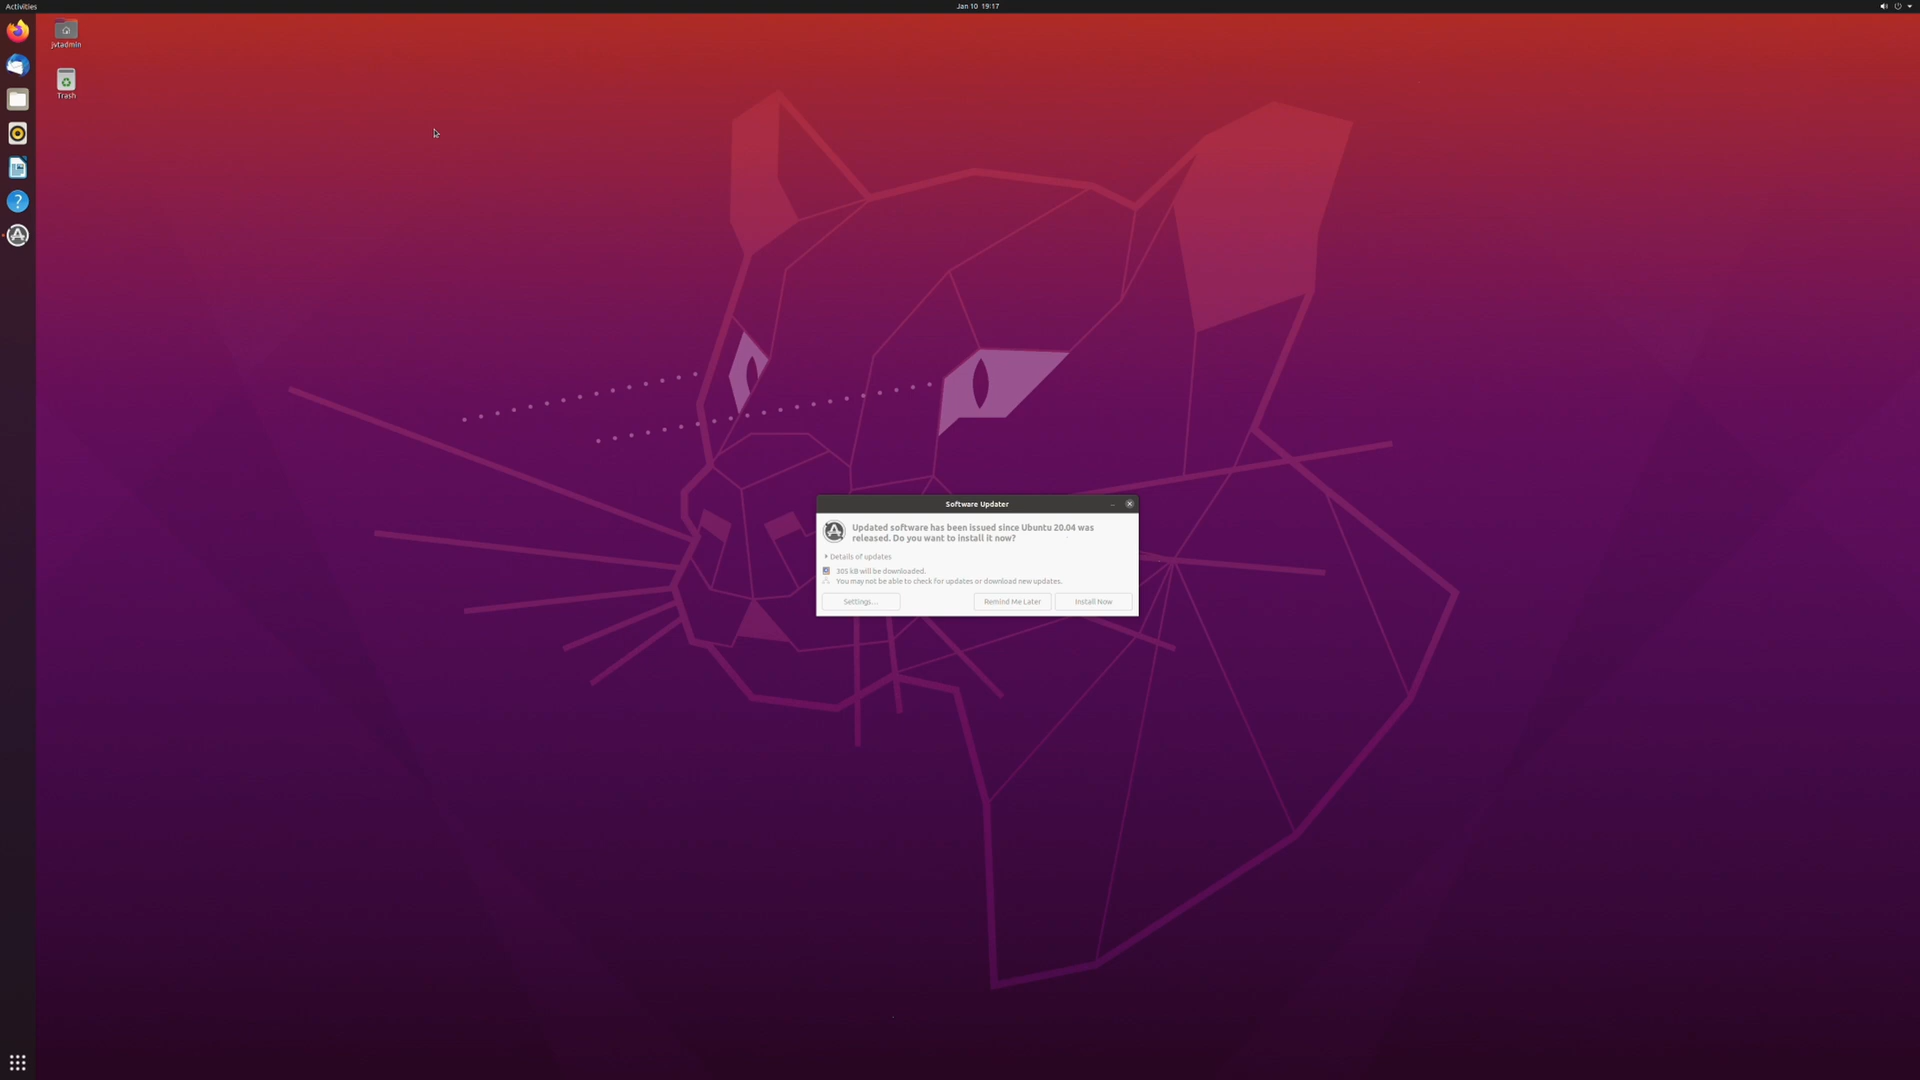 Activities
Jan 10 19:17
jvtadmin
Trash
Software Updater
Updated software has been issued since Ubuntu 20.04 was
released. Do you want to install it now?
Details of updates
305 kB will be downloaded.
You may not be able to check for updates or download new updates.
Settings...
Remind Me Later
Install Now